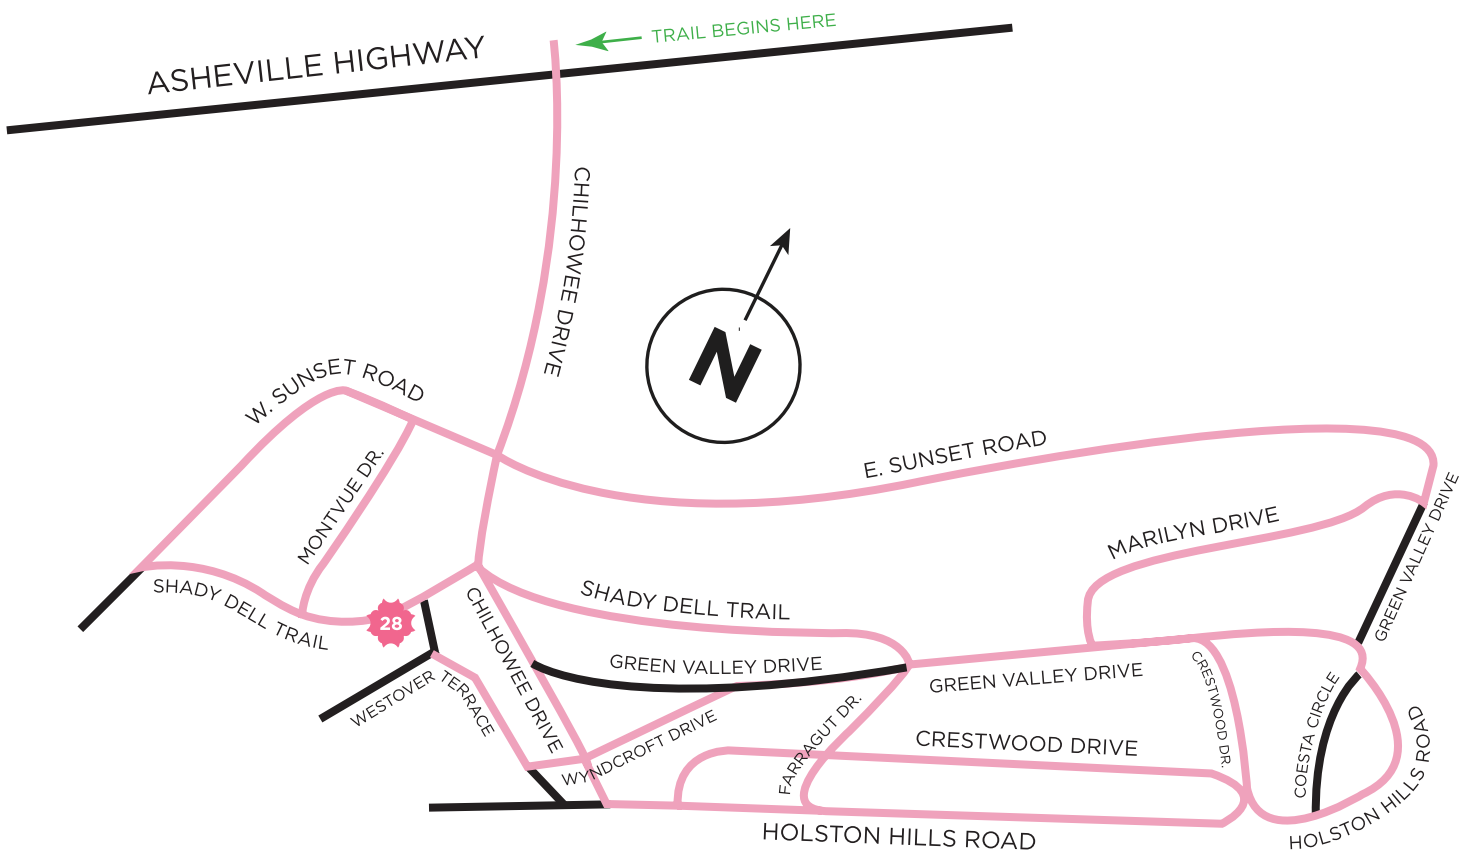 TRAIL BEGINS HERE
ASHEVILLE HIGHWAY
CHILHOWEE DRIVE
N
W. SUNSET ROAD
E. SUNSET ROAD
MONTVUE DR.
MARILYN DRIVE
GREEN VALLEY DRIVE
SHADY DELL TRAIL
28
SHADY DELL TRAIL
CHILHOWEE DRIVE
GREEN VALLEY DRIVE
GREEN VALLEY DRIVE
WESTOVER TERRACE
WYNDCROFT DRIVE
FARRAGUT DR.
CRESTWOOD DRIVE
CRESTWOOD DR.
COESTA CIRCLE
HOLSTON HILLS ROAD
HOLSTON HILLS ROAD